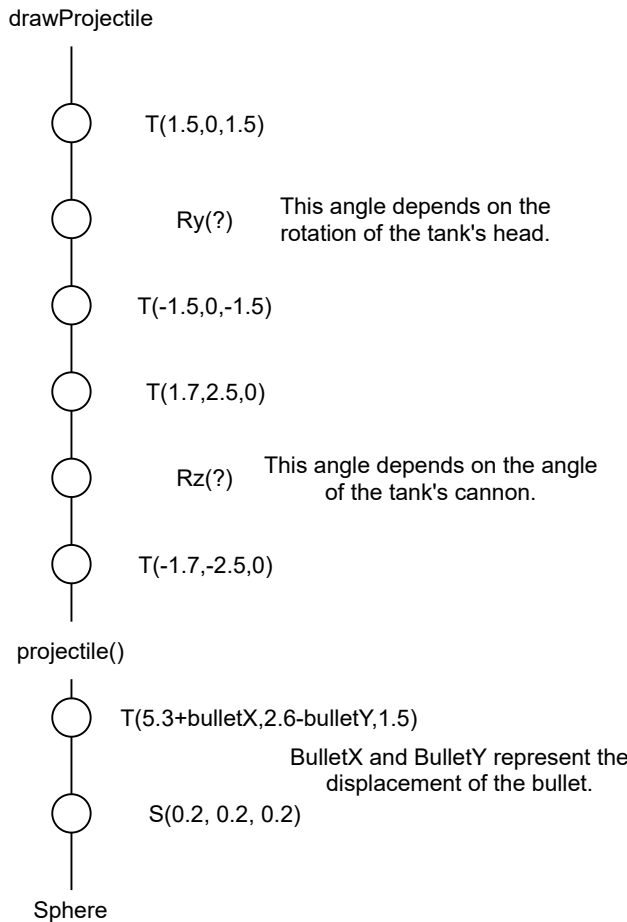 drawProjectile
T(1.5,0,1.5)
Ry(?)
This angle depends on the
rotation of the tank's head.
T(-1.5,0,-1.5)
T(1.7,2.5,0)
Rz(?)
This angle depends on the angle
of the tank's cannon.
T(-1.7,-2.5,0)
projectile()
T(5.3+bulletX,2.6-bulletY,1.5)
BulletX and BulletY represent the
displacement of the bullet.
S(0.2, 0.2, 0.2)
Sphere